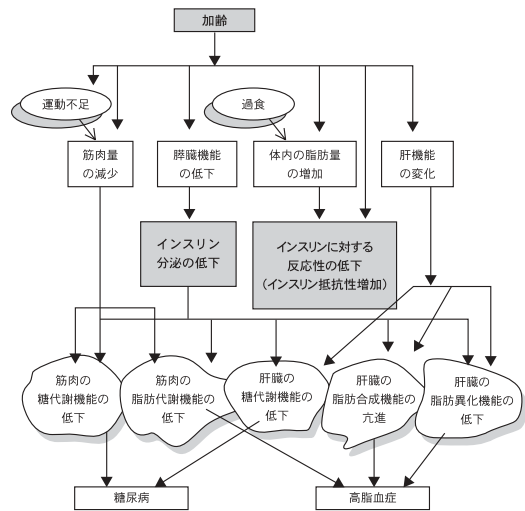 加齢
運動不足
過食
筋肉量
の減少
膵臓機能
の低下
体内の脂肪量
の増加
肝機能
の変化
インスリン
分泌の低下
インスリンに対する
反応性の低下
（インスリン抵抗性増加）
筋肉の
糖代謝機能の
低下
筋肉の
脂肪代謝機能の
低下
肝臓の
糖代謝機能の
低下
肝臓の
脂肪合成機能の
亢進
肝臓の
脂肪異化機能の
低下
糖尿病
高脂血症